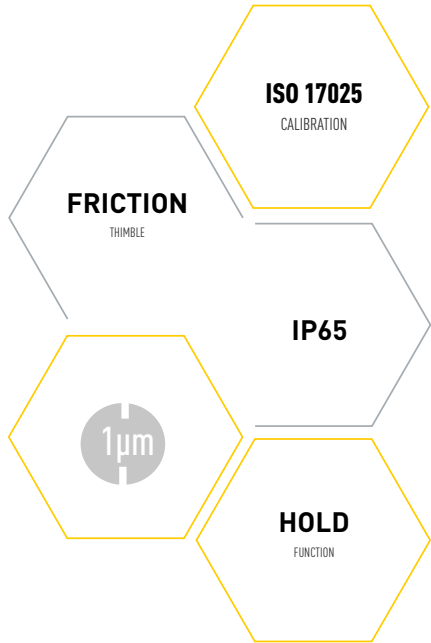 ISO 17025
CALIBRATION
FRICTION
THIMBLE
IP65
1µm
HOLD
FUNCTION